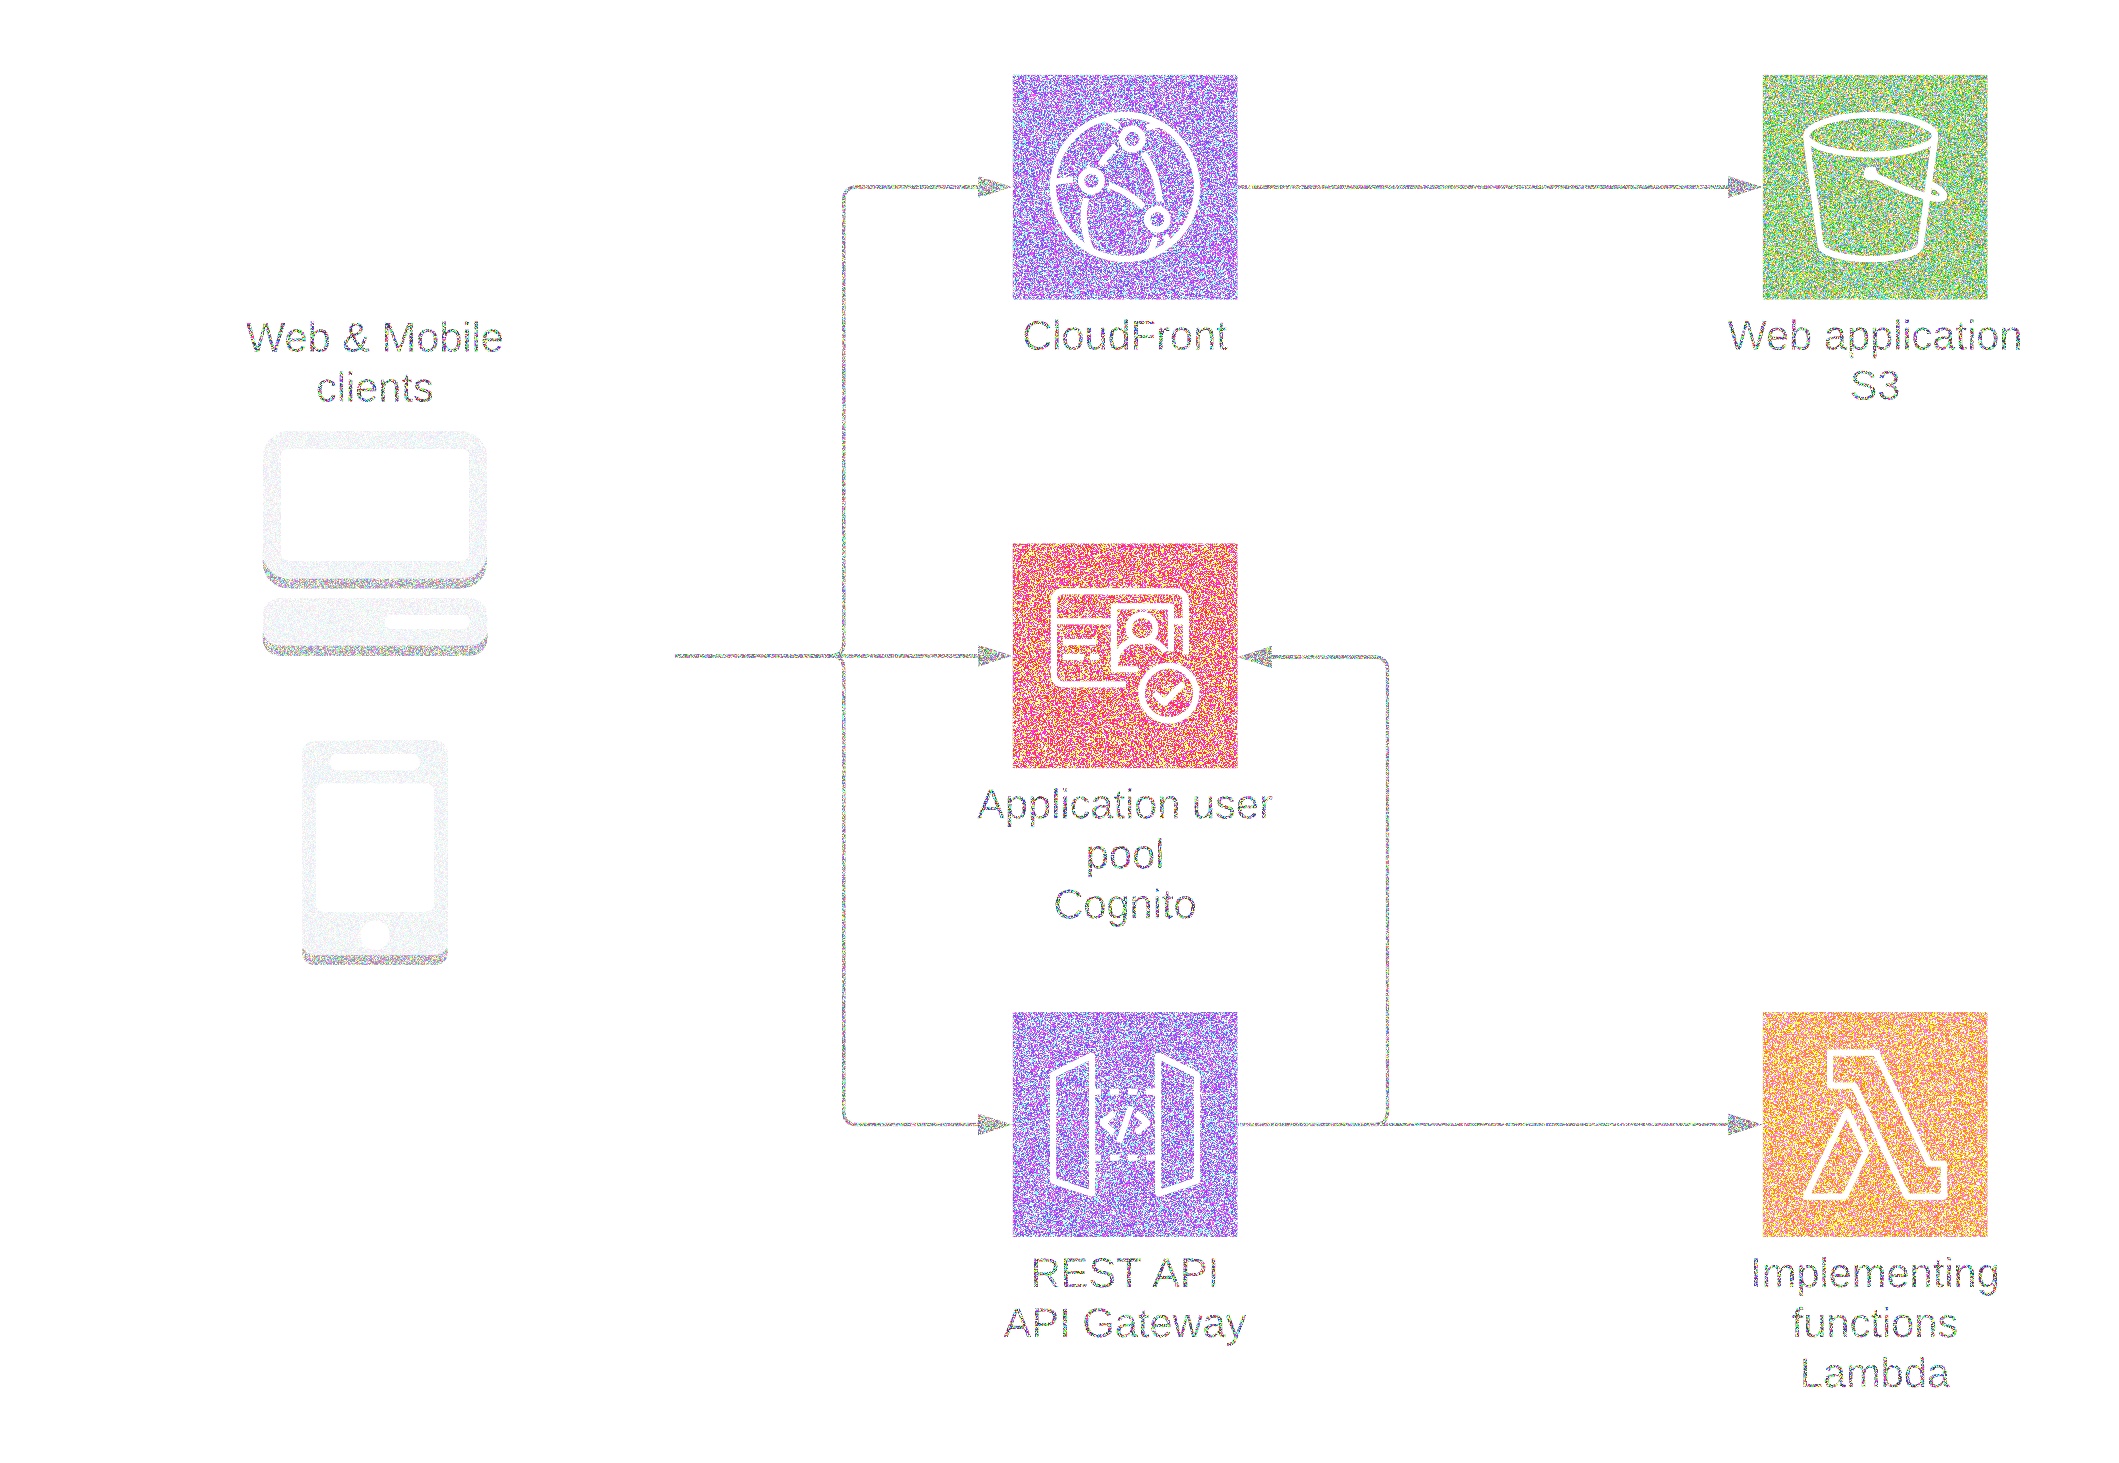 Web & Mobile
clients
CloudFront
Web application
S3
Application user
pool
Cognito
REST API
API Gateway
Implementing
functions
Lambda